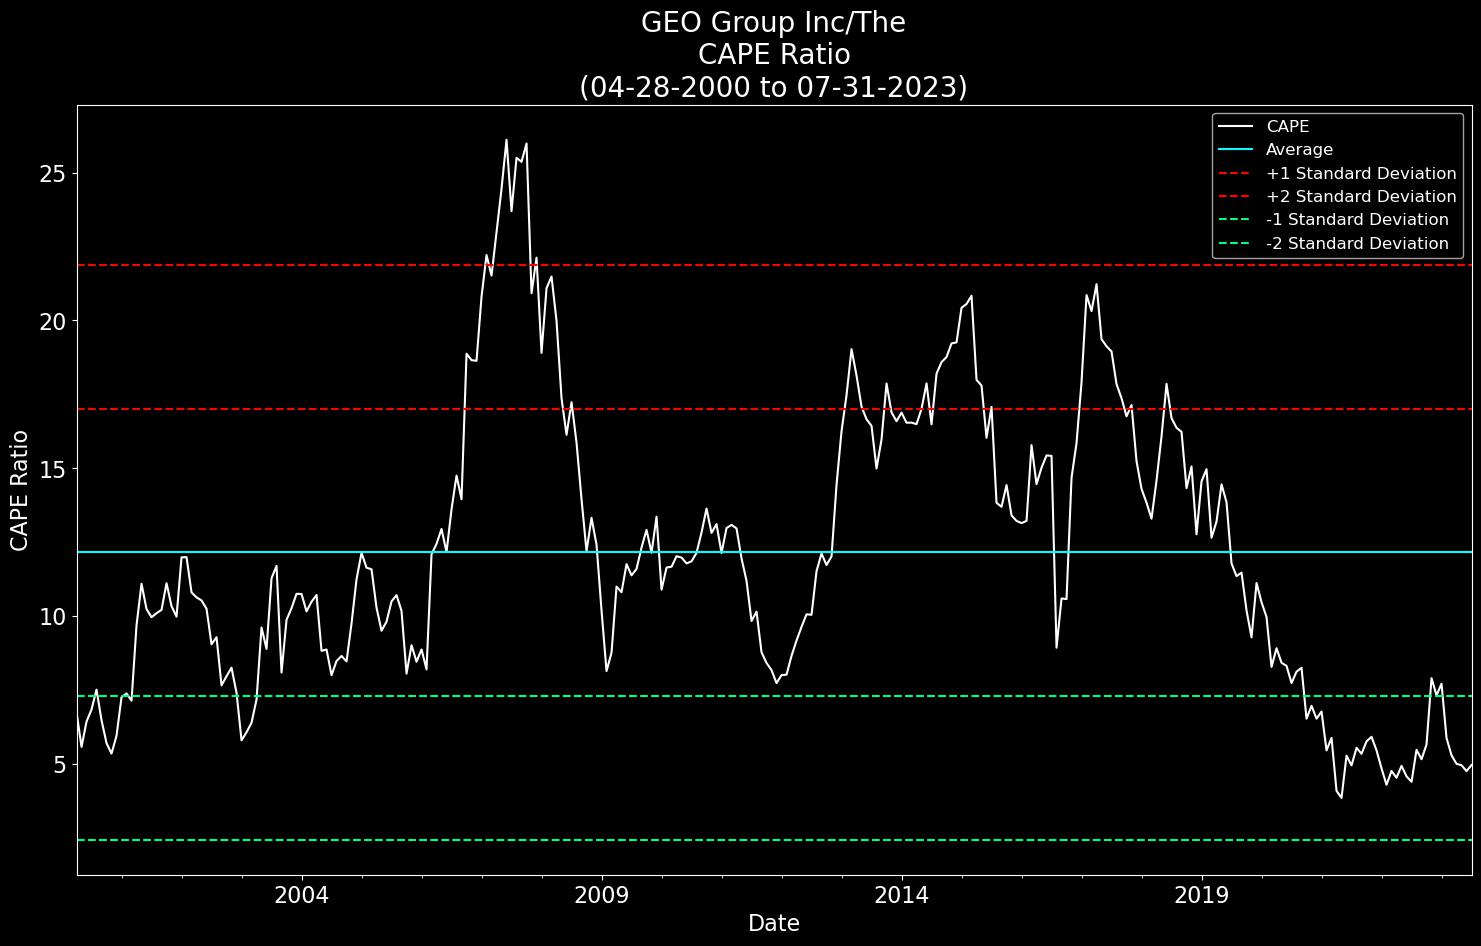 GEO Group Inc/The
CAPE Ratio
(04-28-2000 to 07-31-2023)
CAPE
Average
+1 Standard Deviation
+2 Standard Deviation
-1 Standard Deviation
-2 Standard Deviation
25
20
15
10
5
CAPE Ratio
2004
2009
2014
2019
Date